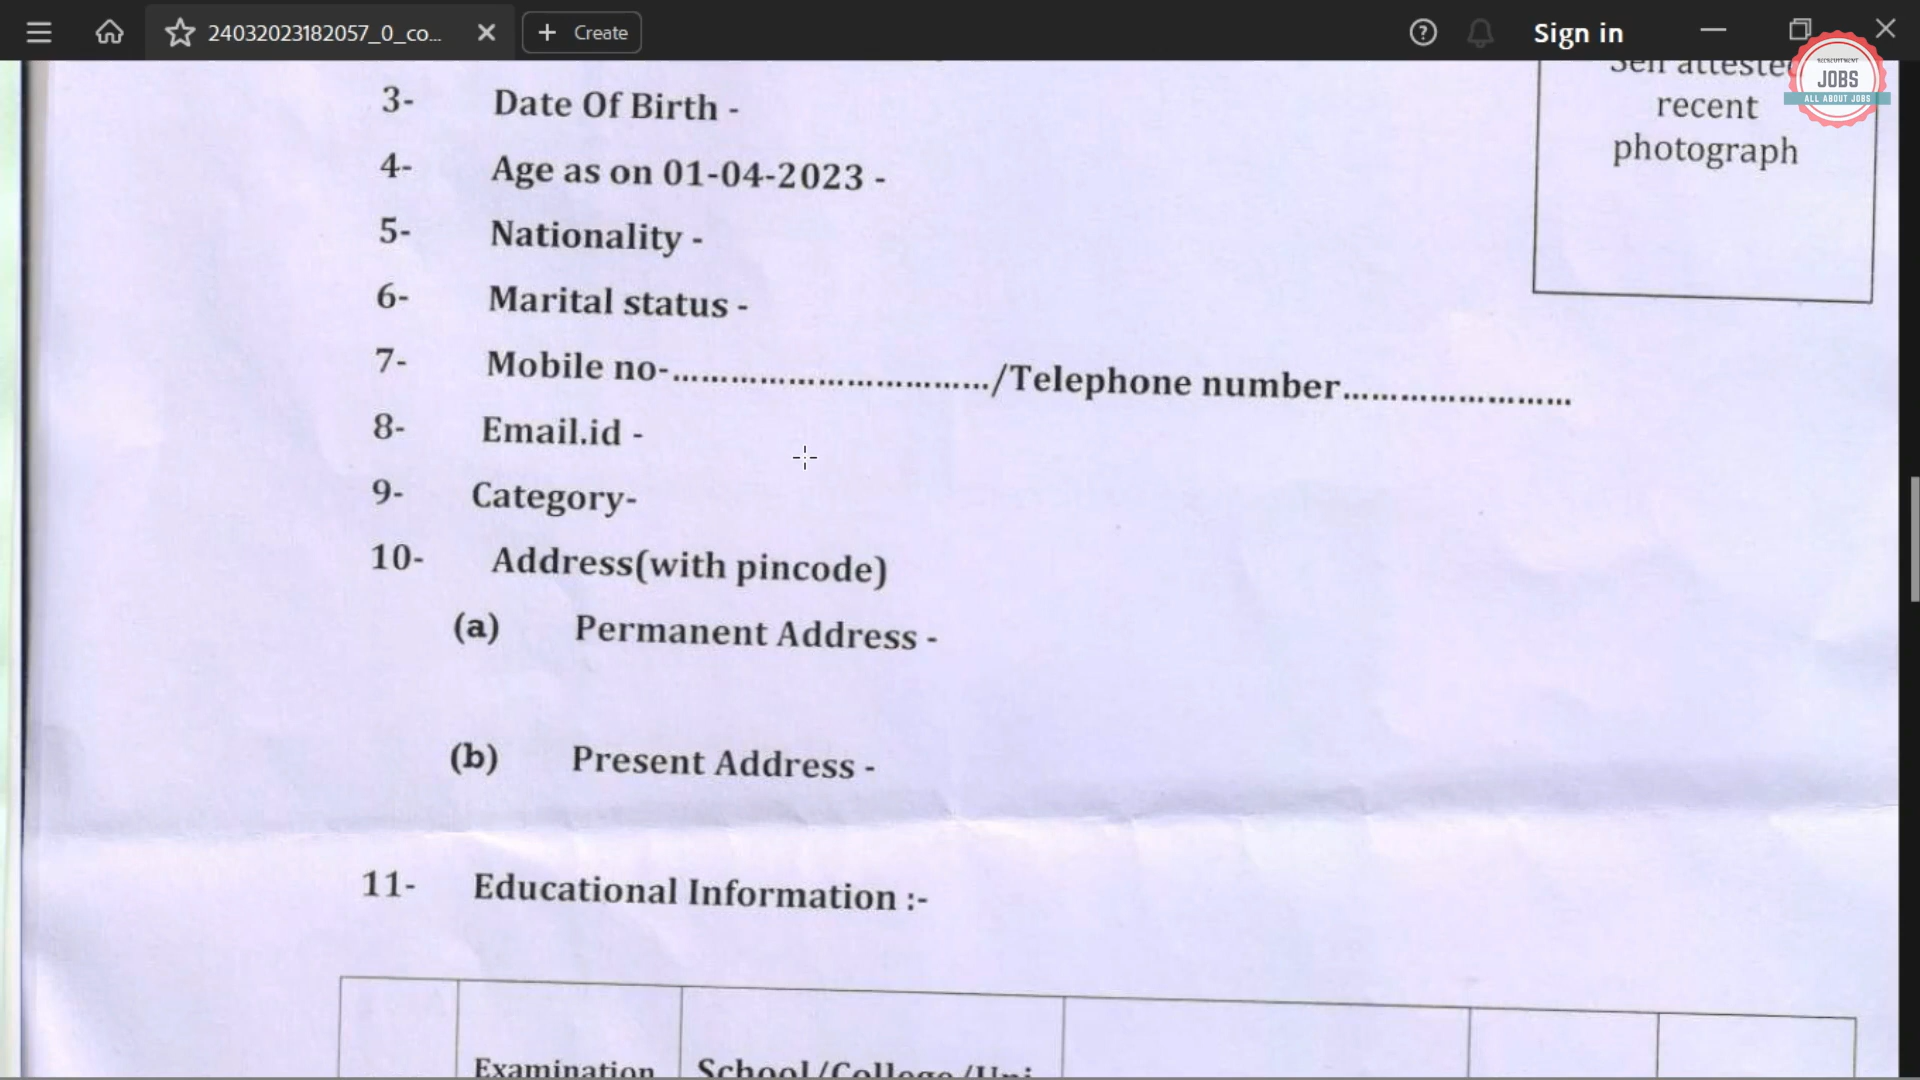 24032023182057_0_co...
Create
Sign in
Self attested
recent
photograph
RECRUITMENT
JOBS
ALL ABOUT JOBS
3- Date Of Birth -
4- Age as on 01-04-2023 -
5- Nationality -
6- Marital status -
7- Mobile no-................................./Telephone number........................
8- Email.id -
9- Category-
10- Address(with pincode)
(a) Permanent Address -
(b) Present Address -
11- Educational Information :-
Examination School/College/Uni